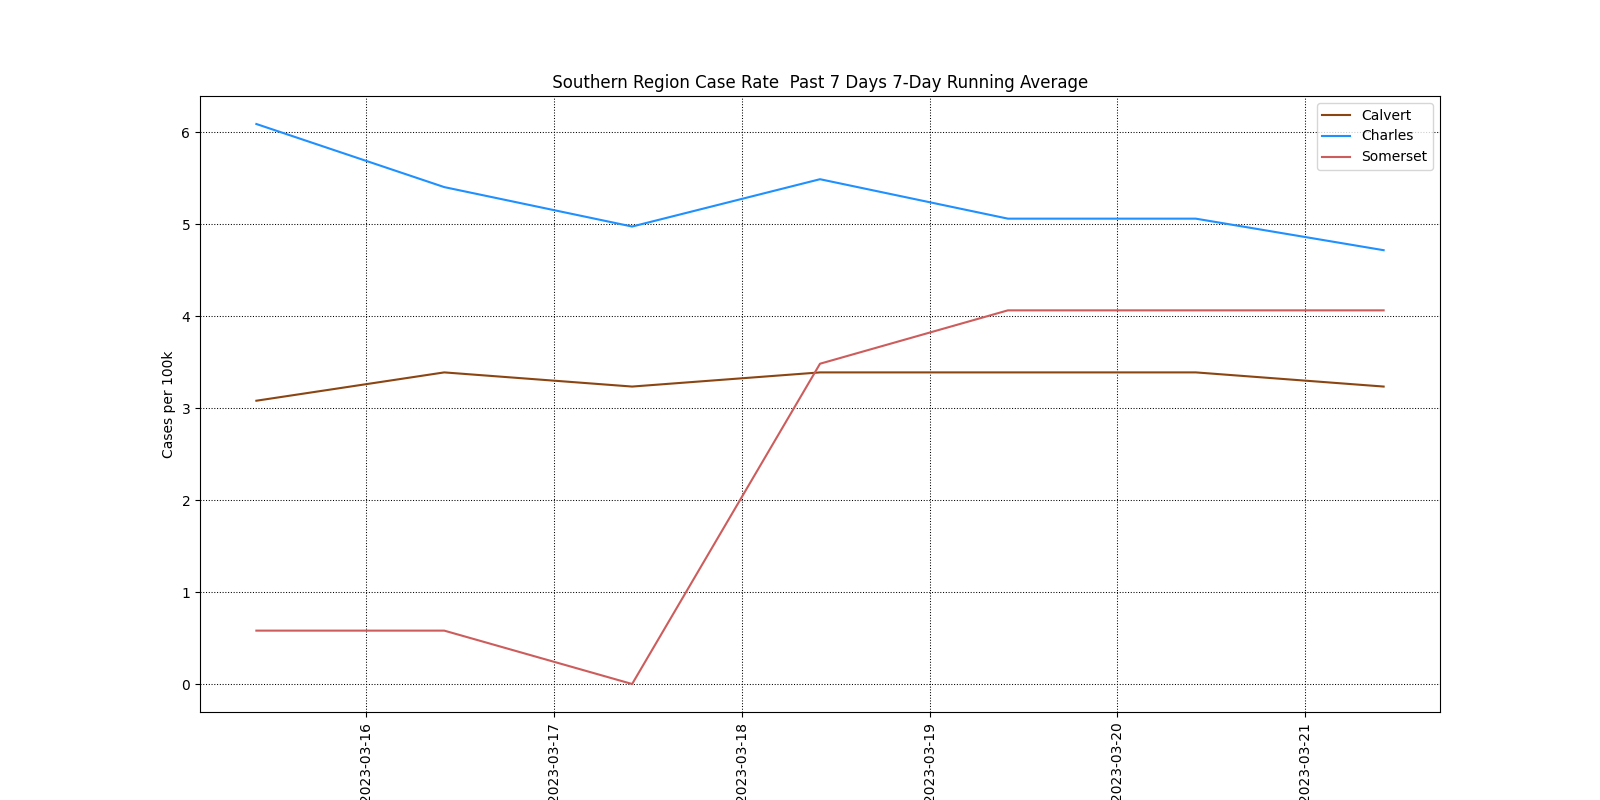 Southern Region Case Rate  Past 7 Days 7-Day Running Average
Calvert
Charles
Somerset
Cases per 100k
6
5
4
3
2
1
0
2023-03-16
2023-03-17
2023-03-18
2023-03-19
2023-03-20
2023-03-21